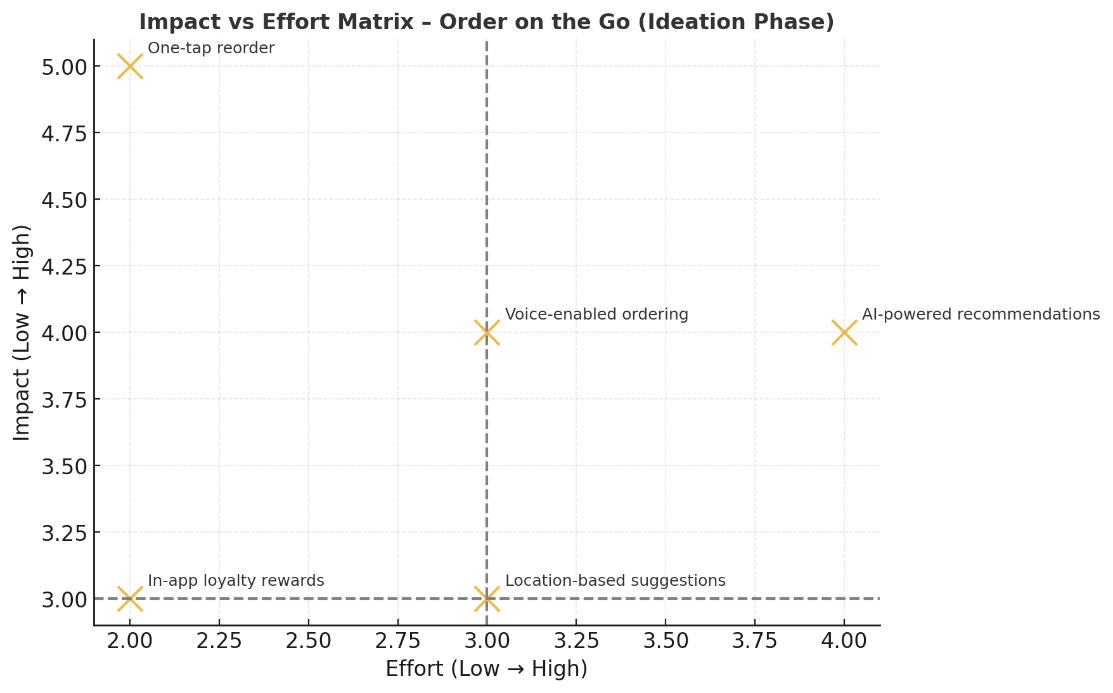 Impact vs Effort Matrix – Order on the Go (Ideation Phase)
One-tap reorder
5.00
4.75
4.50
4.25
Voice-enabled ordering
AI-powered recommendations
4.00
3.75
3.50
3.25
In-app loyalty rewards
Location-based suggestions
3.00
Impact (Low → High)
2.00 2.25 2.50 2.75 3.00 3.25 3.50 3.75 4.00
Effort (Low → High)